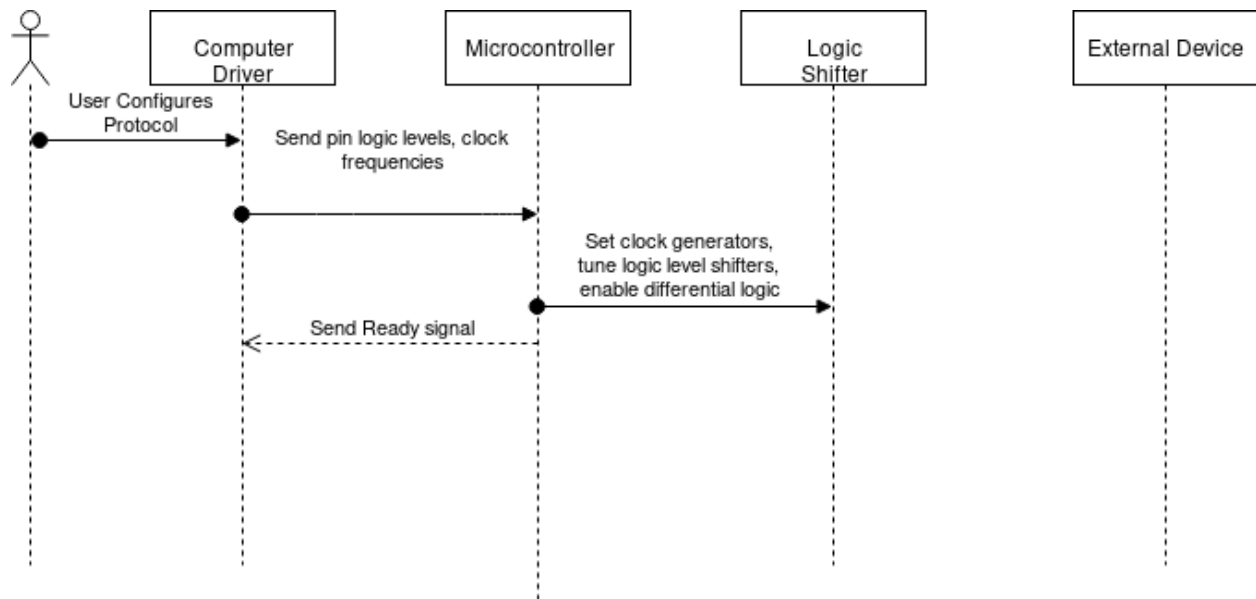 Computer
Driver
Microcontroller
Logic
Shifter
External Device
User Configures
Protocol
Send pin logic levels, clock
frequencies
Set clock generators,
tune logic level shifters,
enable differential logic
Send Ready signal